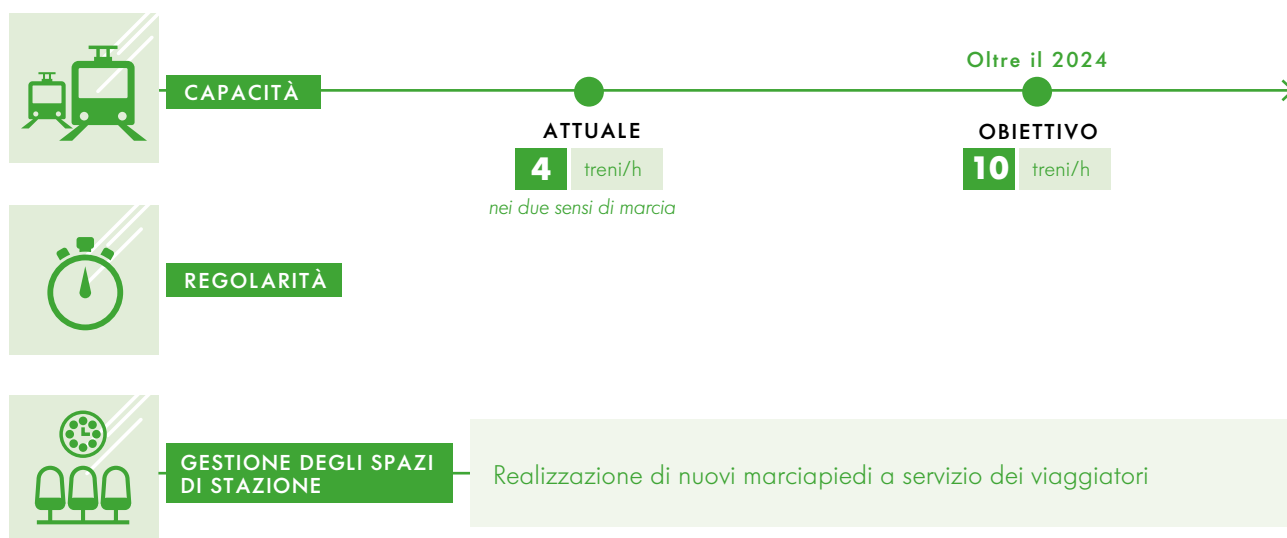 Oltre il 2024
CAPACITÀ
ATTUALE
OBIETTIVO
4 treni/h
10 treni/h
nei due sensi di marcia
REGOLARITÀ
GESTIONE DEGLI SPAZI
DI STAZIONE
Realizzazione di nuovi marciapiedi a servizio dei viaggiatori